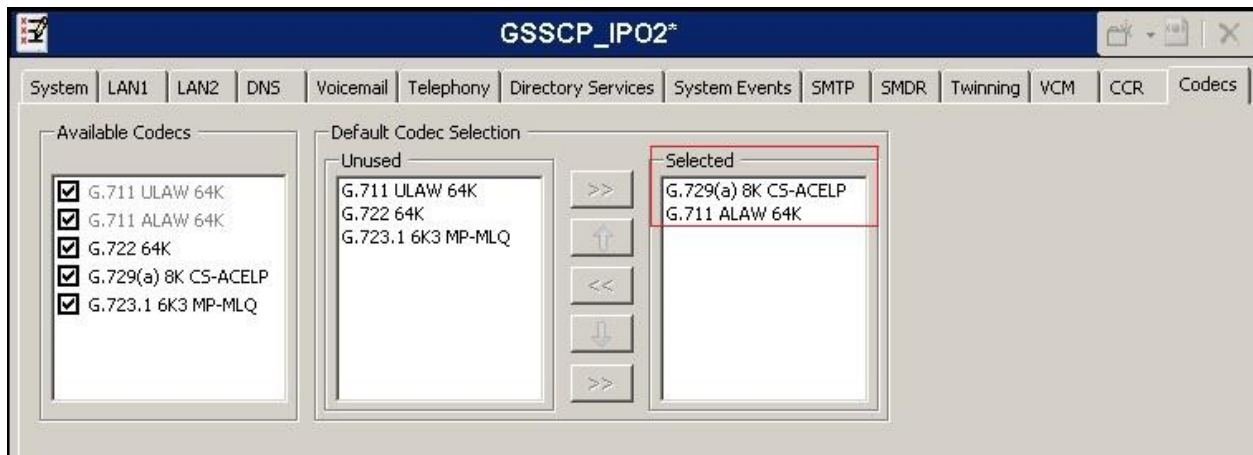 GSSCP_IPO2*
System LAN1 LAN2 DNS Voicemail Telephony Directory Services System Events SMTP SMDR Twinning VCM CCR Codecs
Available Codecs
G.711 ULAW 64K
G.711 ALAW 64K
G.722 64K
G.729(a) 8K CS-ACELP
G.723.1 6K3 MP-MLQ
Default Codec Selection
Unused
G.711 ULAW 64K
G.722 64K
G.723.1 6K3 MP-MLQ
>>
<<
>>
Selected
G.729(a) 8K CS-ACELP
G.711 ALAW 64K